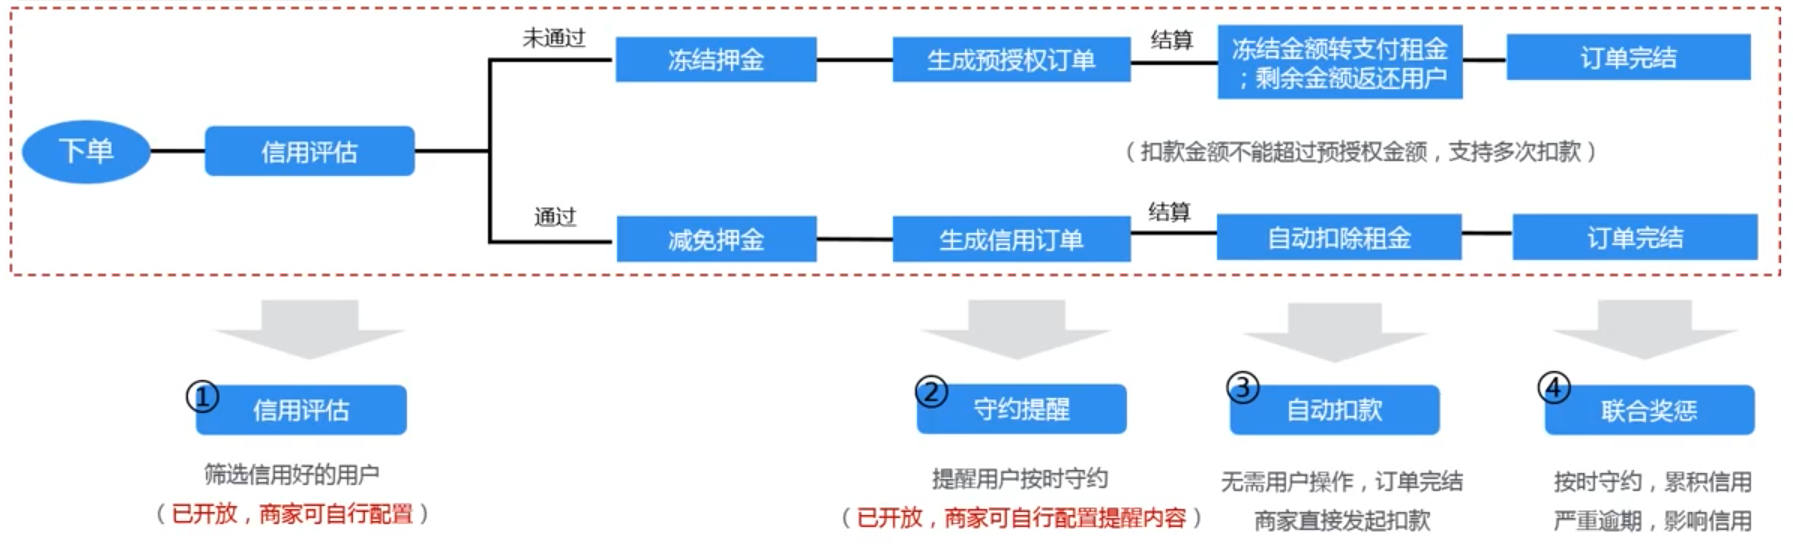 下单
信用评估
未通过
冻结押金
生成预授权订单
结算
冻结金额转支付租金
；剩余金额返还用户
订单完结
（扣款金额不能超过预授权金额，支持多次扣款）
通过
减免押金
生成信用订单
结算
自动扣除租金
订单完结
①
信用评估
筛选信用好的用户
（已开放，商家可自行配置）
②
守约提醒
提醒用户按时守约
（已开放，商家可自行配置提醒内容）
③
自动扣款
无需用户操作，订单完结
商家直接发起扣款
④
联合奖惩
按时守约，累积信用
严重逾期，影响信用